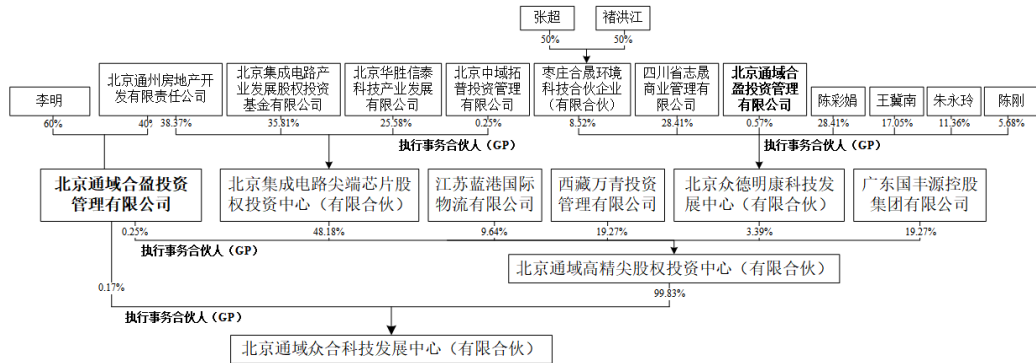 张超
褚洪江
50%
50%
李明
北京通州房地产开
发有限责任公司
北京集成电路产
业发展股权投资
基金有限公司
北京华胜信泰
科技产业发展
有限公司
北京中域拓
普投资管理
有限公司
枣庄合晟环境
科技合伙企业
（有限合伙）
四川省志晟
商业管理有
限公司
北京通域合
盈投资管理
有限公司
陈彩娟
王冀南
朱永玲
陈刚
60%
40%
38.37%
35.81%
25.58%
0.25%
8.52%
28.41%
0.57%
28.41%
17.05%
11.36%
5.68%
执行事务合伙人（GP）
执行事务合伙人（GP）
北京通域合盈投资
管理有限公司
北京集成电路尖端芯片股
权投资中心（有限合伙）
江苏蓝港国际
物流有限公司
西藏万青投资
管理有限公司
北京众德明康科技发
展中心（有限合伙）
广东国丰源控股
集团有限公司
0.25%
48.18%
9.64%
19.27%
3.39%
19.27%
执行事务合伙人（GP）
北京通域高精尖股权投资中心（有限合伙）
0.17%
99.83%
执行事务合伙人（GP）
北京通域众合科技发展中心（有限合伙）